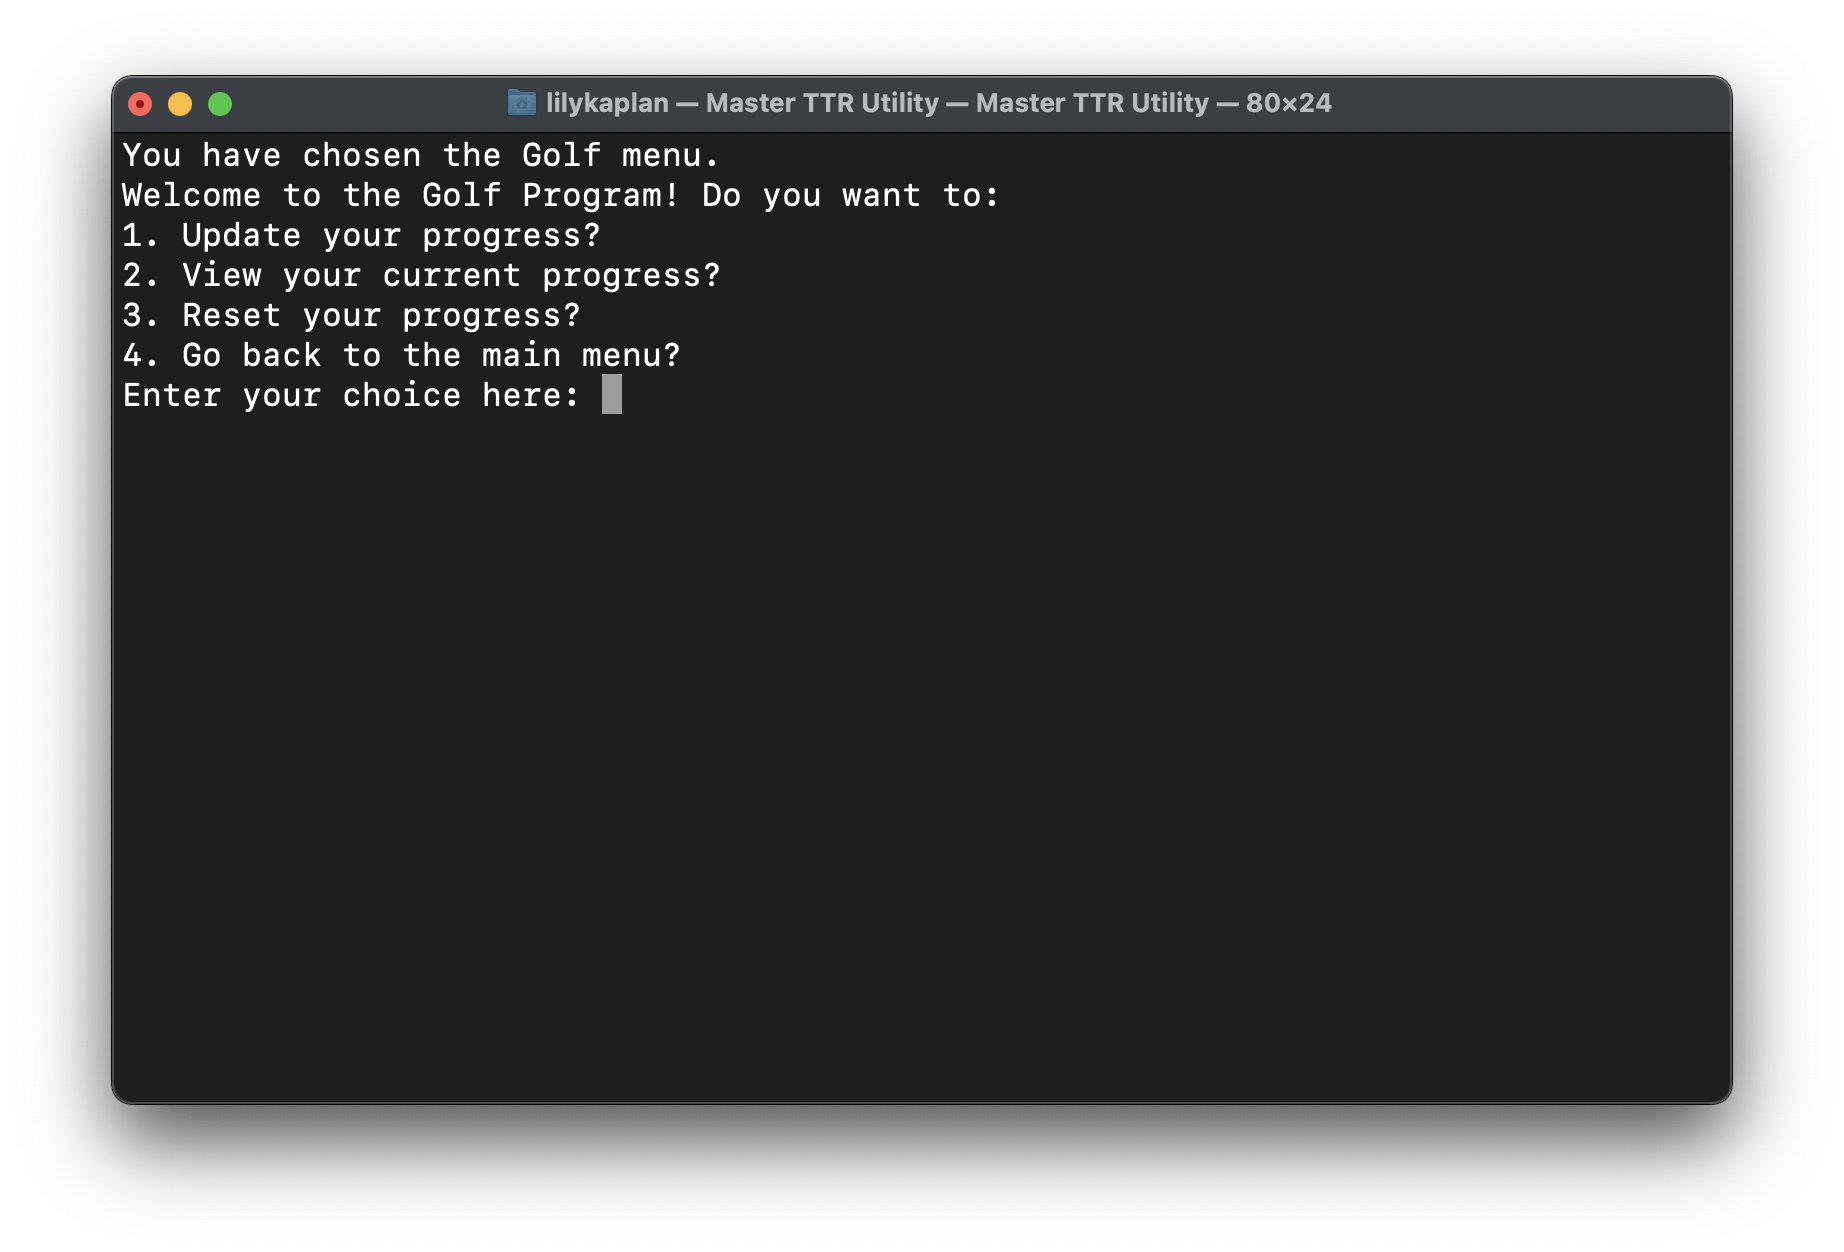 lilykaplan — Master TTR Utility — Master TTR Utility — 80×24
You have chosen the Golf menu.
Welcome to the Golf Program! Do you want to:
1. Update your progress?
2. View your current progress?
3. Reset your progress?
4. Go back to the main menu?
Enter your choice here: